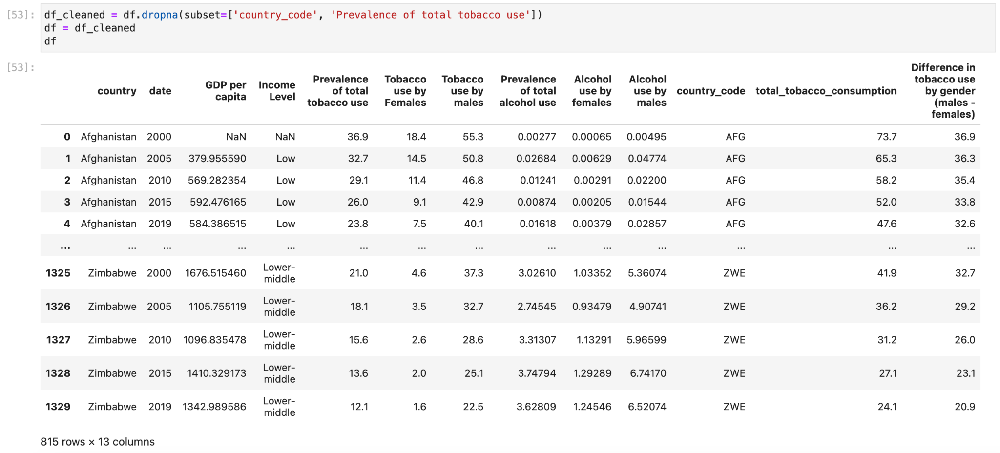 [53]: df_cleaned = df.dropna(subset=['country_code', 'Prevalence of total tobacco use'])
df = df_cleaned
df
[53]:
country date GDP per capita Income Level Prevalence of total tobacco use Tobacco use by Females Tobacco use by males Prevalence of total alcohol use Alcohol use by females Alcohol use by males country_code total_tobacco_consumption Difference in tobacco use by gender (males - females)
0 Afghanistan 2000 NaN NaN 36.9 18.4 55.3 0.00277 0.00065 0.00495 AFG 73.7 36.9
1 Afghanistan 2005 379.955590 Low 32.7 14.5 50.8 0.02684 0.00629 0.04774 AFG 65.3 36.3
2 Afghanistan 2010 569.282354 Low 29.1 11.4 46.8 0.01241 0.00291 0.02200 AFG 58.2 35.4
3 Afghanistan 2015 592.476165 Low 26.0 9.1 42.9 0.00874 0.00205 0.01544 AFG 52.0 33.8
4 Afghanistan 2019 584.386515 Low 23.8 7.5 40.1 0.01618 0.00379 0.02857 AFG 47.6 32.6
... ... ... ... ... ... ... ... ... ... ... ... ... ...
1325 Zimbabwe 2000 1676.515460 Lower-middle 21.0 4.6 37.3 3.02610 1.03352 5.36074 ZWE 41.9 32.7
1326 Zimbabwe 2005 1105.755119 Lower-middle 18.1 3.5 32.7 2.74545 0.93479 4.90741 ZWE 36.2 29.2
1327 Zimbabwe 2010 1096.835478 Lower-middle 15.6 2.6 28.6 3.31307 1.13291 5.96599 ZWE 31.2 26.0
1328 Zimbabwe 2015 1410.329173 Lower-middle 13.6 2.0 25.1 3.74794 1.29289 6.74170 ZWE 27.1 23.1
1329 Zimbabwe 2019 1342.989586 Lower-middle 12.1 1.6 22.5 3.62809 1.24546 6.52074 ZWE 24.1 20.9
815 rows × 13 columns